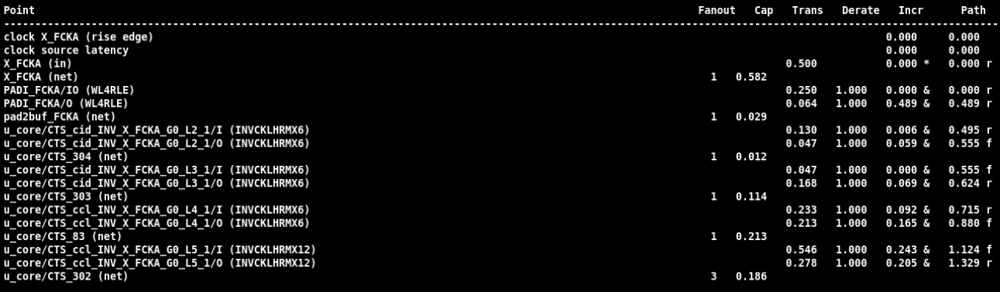 Point Fanout Cap Trans Derate Incr Path
clock X_FCKA (rise edge) 0.000 0.000
clock source latency 0.000 0.000
X_FCKA (in) 0.500 0.000 * 0.000 r
X_FCKA (net) 1 0.582
PADI_FCKA/IO (WL4RLE) 0.250 1.000 0.000 & 0.000 r
PADI_FCKA/O (WL4RLE) 0.064 1.000 0.489 & 0.489 r
pad2buf_FCKA (net) 1 0.029
u_core/CTS_cid_INV_X_FCKA_G0_L2_1/I (INVCKLHRMX6) 0.130 1.000 0.006 & 0.495 r
u_core/CTS_cid_INV_X_FCKA_G0_L2_1/O (INVCKLHRMX6) 0.047 1.000 0.059 & 0.555 f
u_core/CTS_304 (net) 1 0.012
u_core/CTS_cid_INV_X_FCKA_G0_L3_1/I (INVCKLHRMX6) 0.047 1.000 0.000 & 0.555 f
u_core/CTS_cid_INV_X_FCKA_G0_L3_1/O (INVCKLHRMX6) 0.168 1.000 0.069 & 0.624 r
u_core/CTS_303 (net) 1 0.114
u_core/CTS_ccl_INV_X_FCKA_G0_L4_1/I (INVCKLHRMX6) 0.233 1.000 0.092 & 0.715 r
u_core/CTS_ccl_INV_X_FCKA_G0_L4_1/O (INVCKLHRMX6) 0.213 1.000 0.165 & 0.880 f
u_core/CTS_83 (net) 1 0.213
u_core/CTS_ccl_INV_X_FCKA_G0_L5_1/I (INVCKLHRMX12) 0.546 1.000 0.243 & 1.124 f
u_core/CTS_ccl_INV_X_FCKA_G0_L5_1/O (INVCKLHRMX12) 0.278 1.000 0.205 & 1.329 r
u_core/CTS_302 (net) 3 0.186